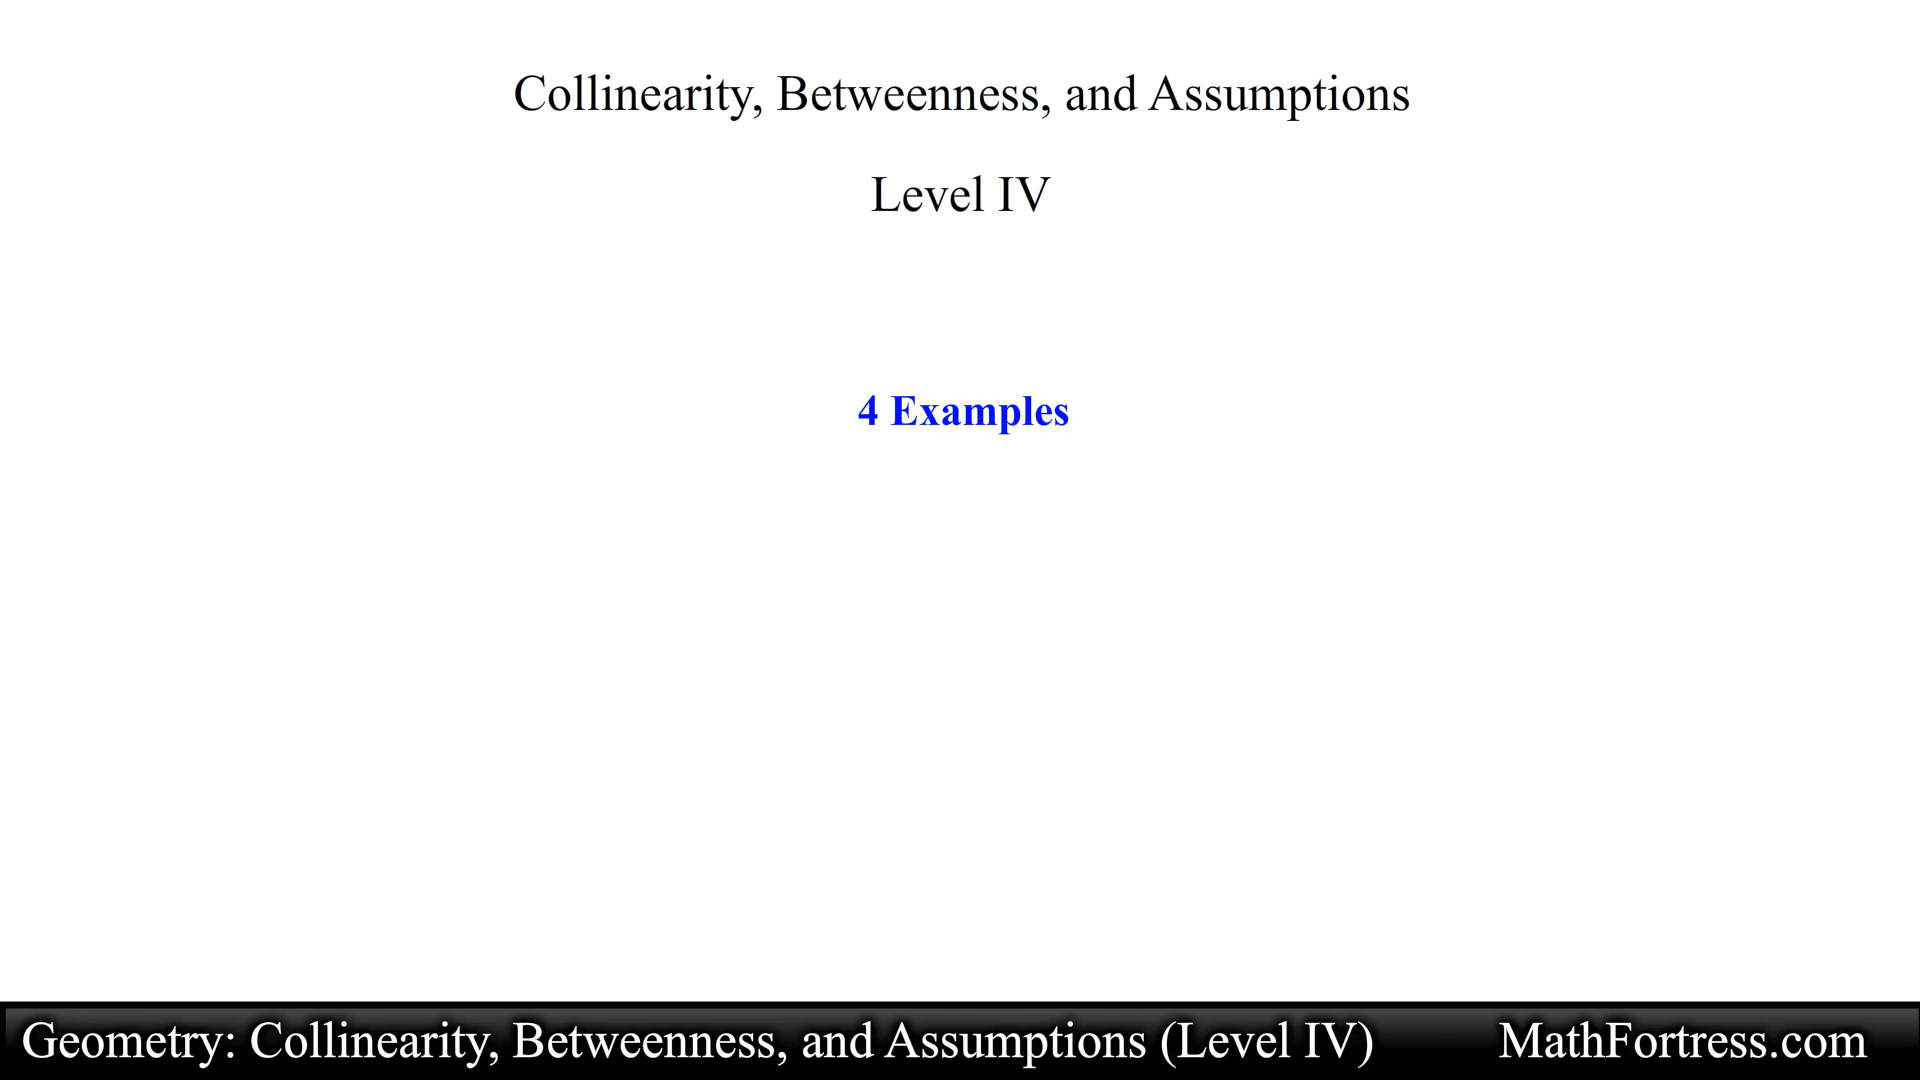 Collinearity, Betweenness, and Assumptions
Level IV
4 Examples
Geometry: Collinearity, Betweenness, and Assumptions (Level IV) MathFortress.com